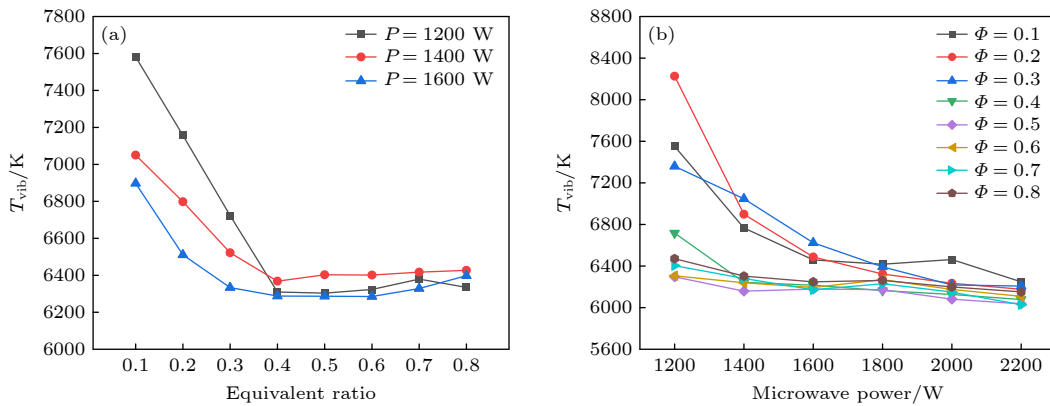 (a)
P = 1200 W
P = 1400 W
P = 1600 W
7800
7600
7400
7200
7000
6800
6600
6400
6200
6000
T_vib/K
0.1 0.2 0.3 0.4 0.5 0.6 0.7 0.8
Equivalent ratio
(b)
Φ = 0.1
Φ = 0.2
Φ = 0.3
Φ = 0.4
Φ = 0.5
Φ = 0.6
Φ = 0.7
Φ = 0.8
8800
8400
8000
7600
7200
6800
6400
6000
5600
T_vib/K
1200 1400 1600 1800 2000 2200
Microwave power/W